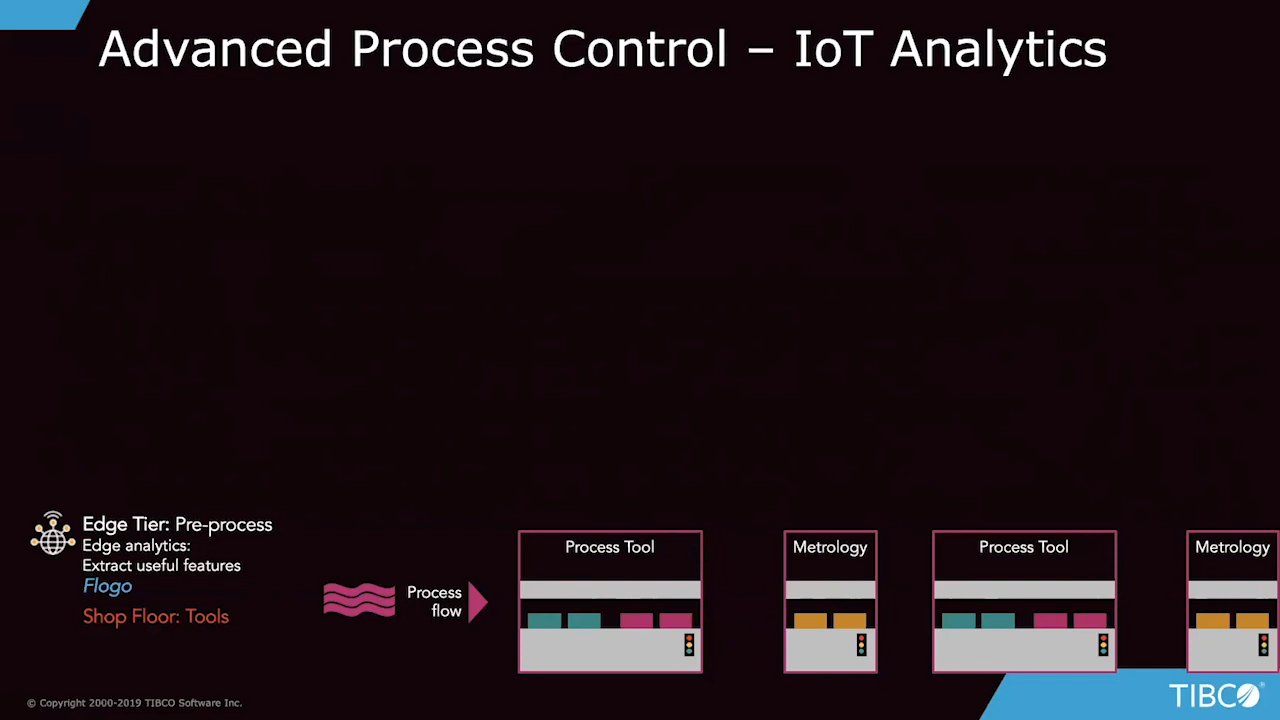 Advanced Process Control – IoT Analytics
Edge Tier: Pre-process
Edge analytics:
Extract useful features
Flogo
Shop Floor: Tools
Process
flow
Process Tool
Metrology
Process Tool
Metrology
© Copyright 2000-2019 TIBCO Software Inc.
TIBCO®